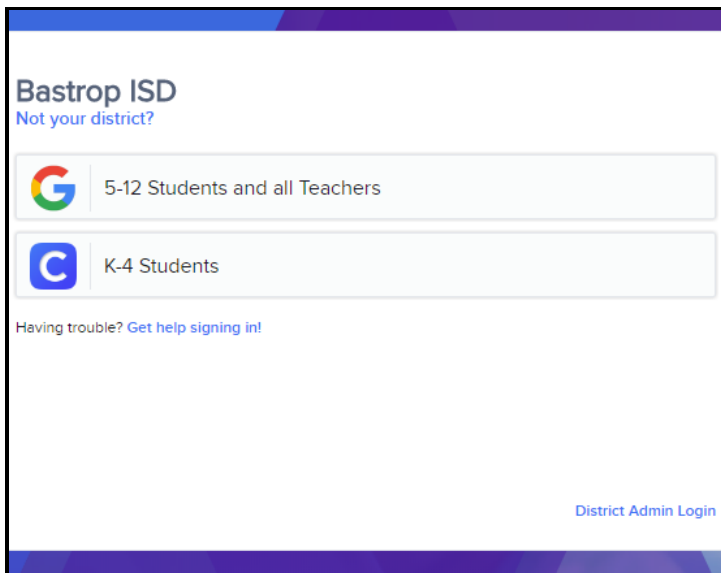 Bastrop ISD
Not your district?
5-12 Students and all Teachers
K-4 Students
Having trouble? Get help signing in!
District Admin Login